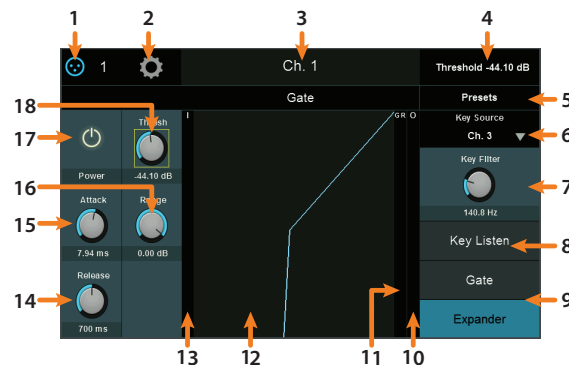 1 2 3 4
1 Ch. 1 Threshold -44.10 dB
Gate Presets 5
18 Thresh I GR O Key Source
17 Ch. 3 6
Power -44.10 dB Key Filter
16 7
15 Attack Range 140.8 Hz
7.94 ms 0.00 dB Key Listen 8
Release Gate
14 9
700 ms Expander
13 12 11 10